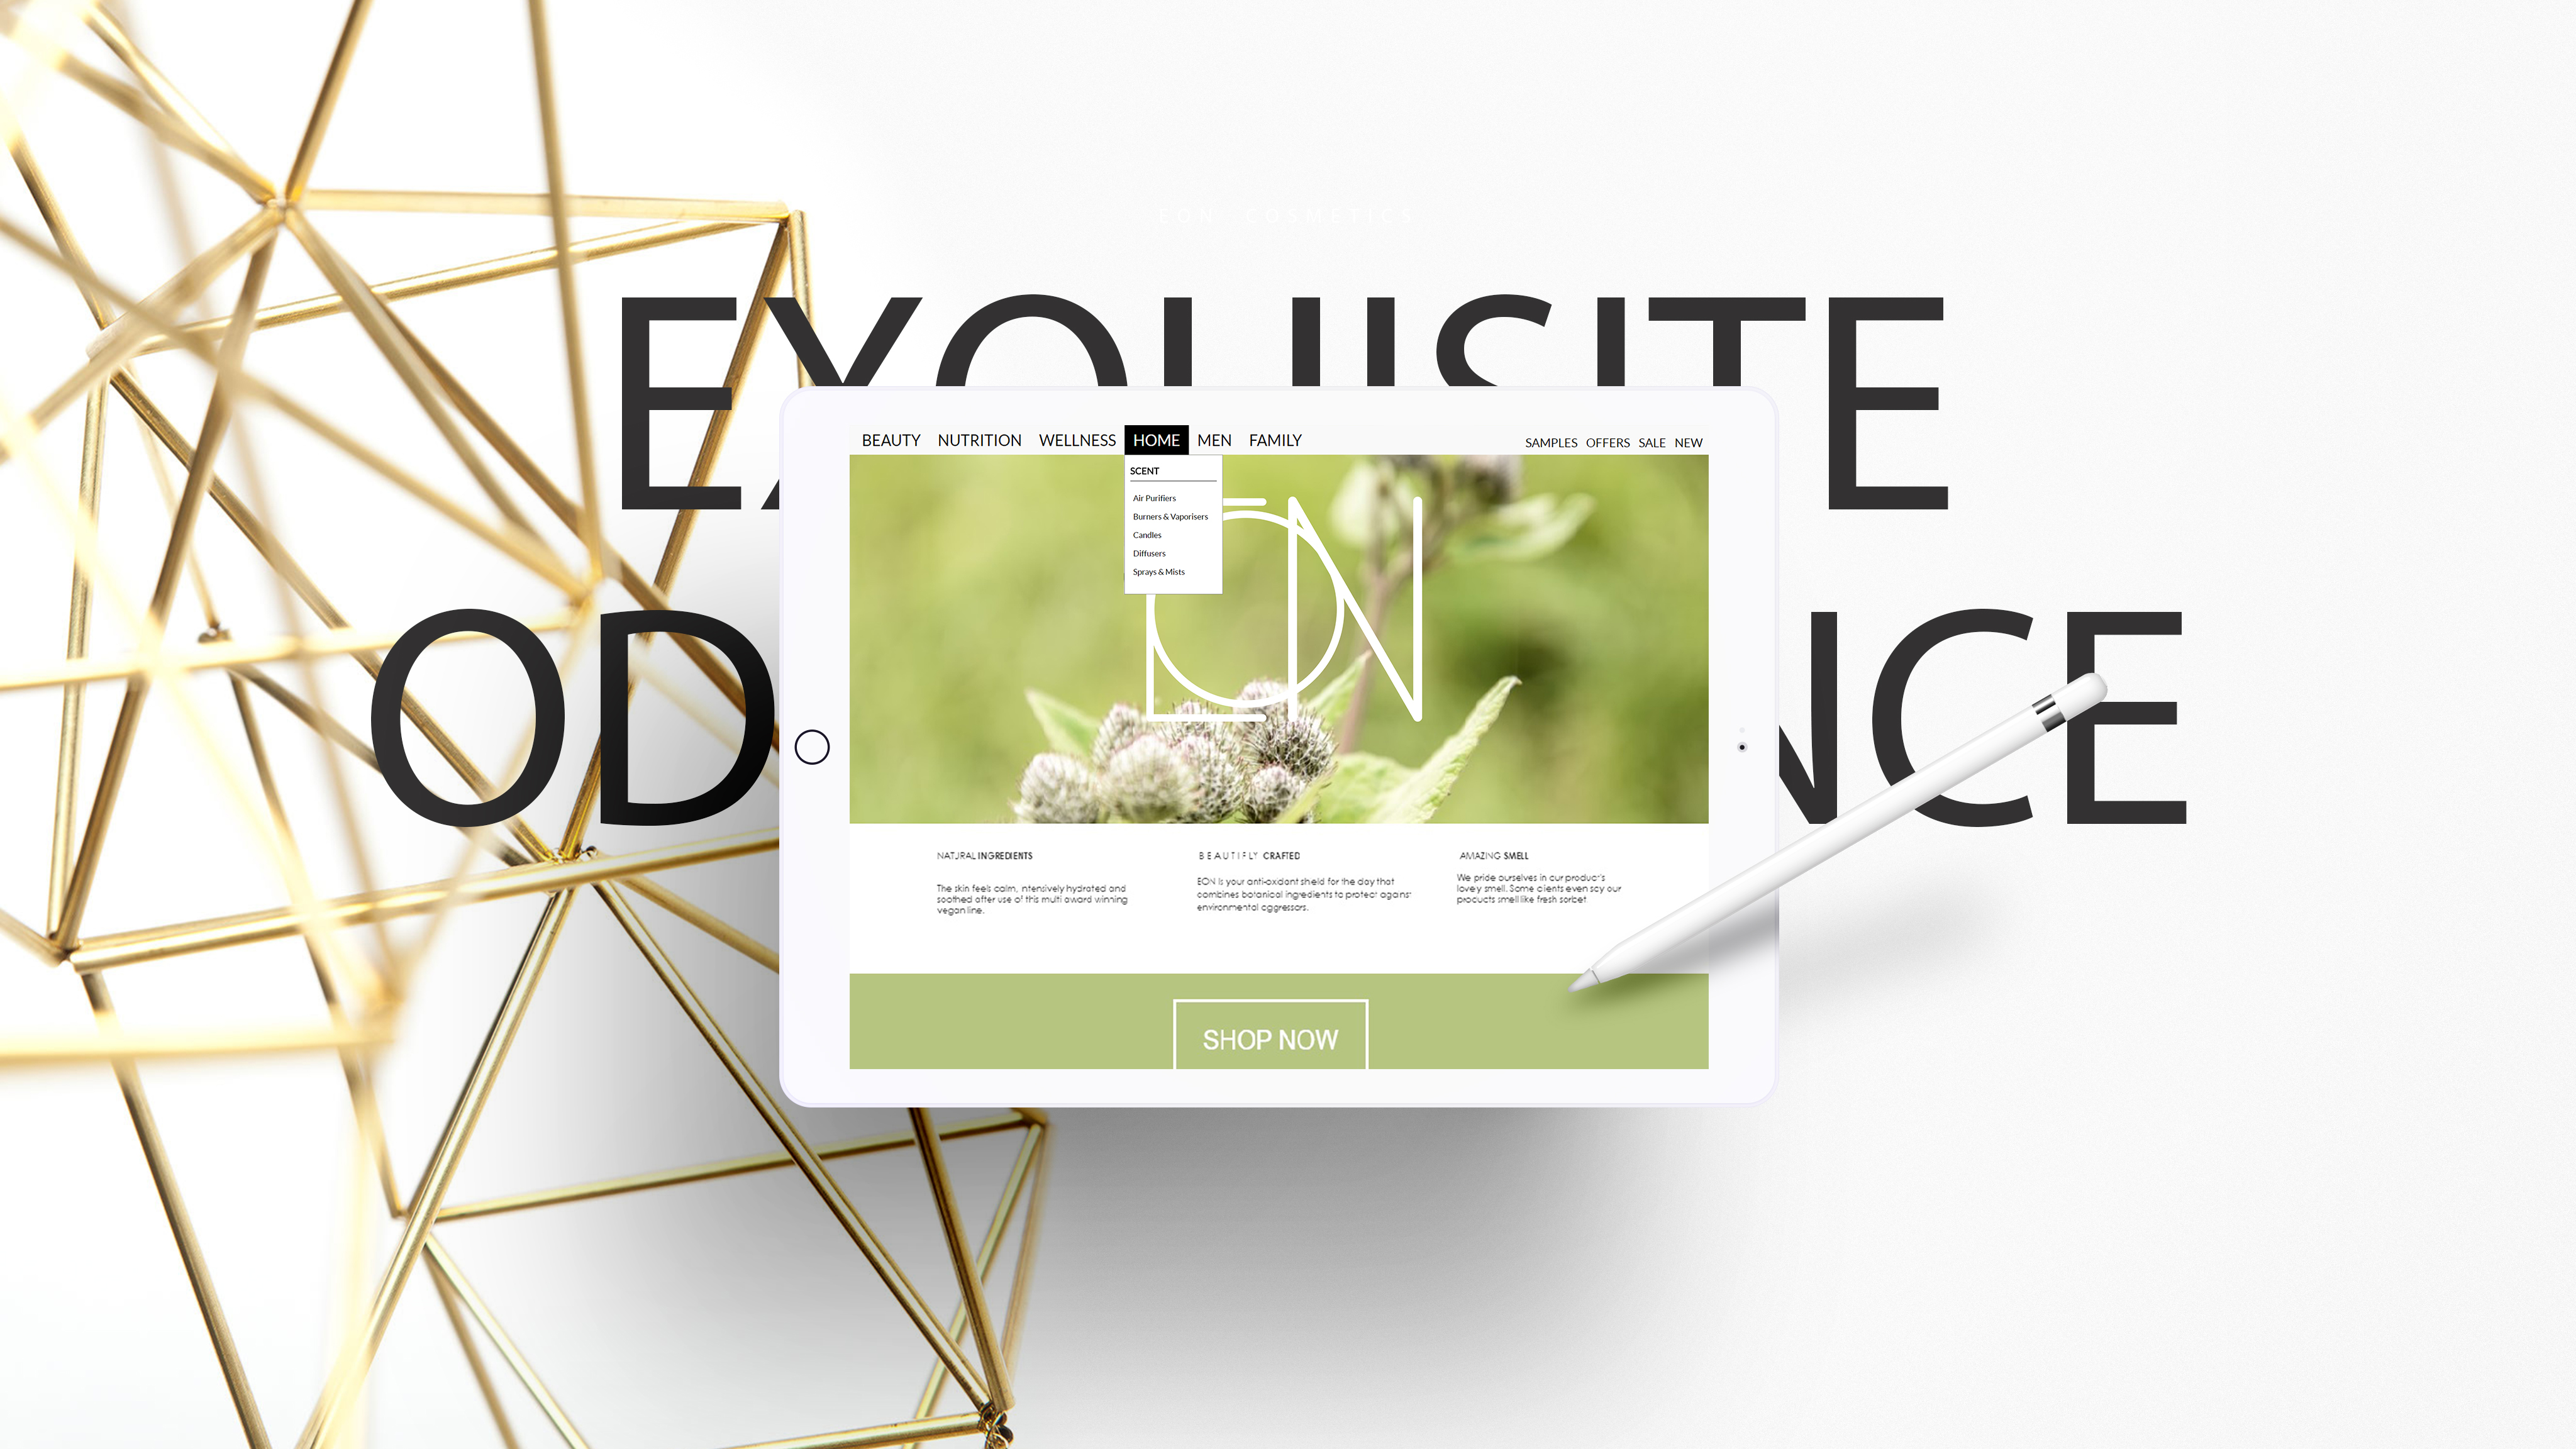 EON COSMETICS
EXQUISITE
BEAUTY NUTRITION WELLNESS HOME MEN FAMILY SAMPLES OFFERS SALE NEW
SCENT
Air Purifiers
Burners & Vaporisers
Candles
Diffusers
Sprays & Mists
EON
NATURAL INGREDIENTS
The skin feels calm, intensively hydrated and
soothed after use of this multi award winning
vegan line.
BEAUTIFLY CRAFTED
EON is your anti-oxidant shield for the day that
combines botanical ingredients to protect against
environmental aggressors.
AMAZING SMELL
We pride ourselves in our product's
lovely smell. Some clients even say our
products smell like fresh sorbet
SHOP NOW